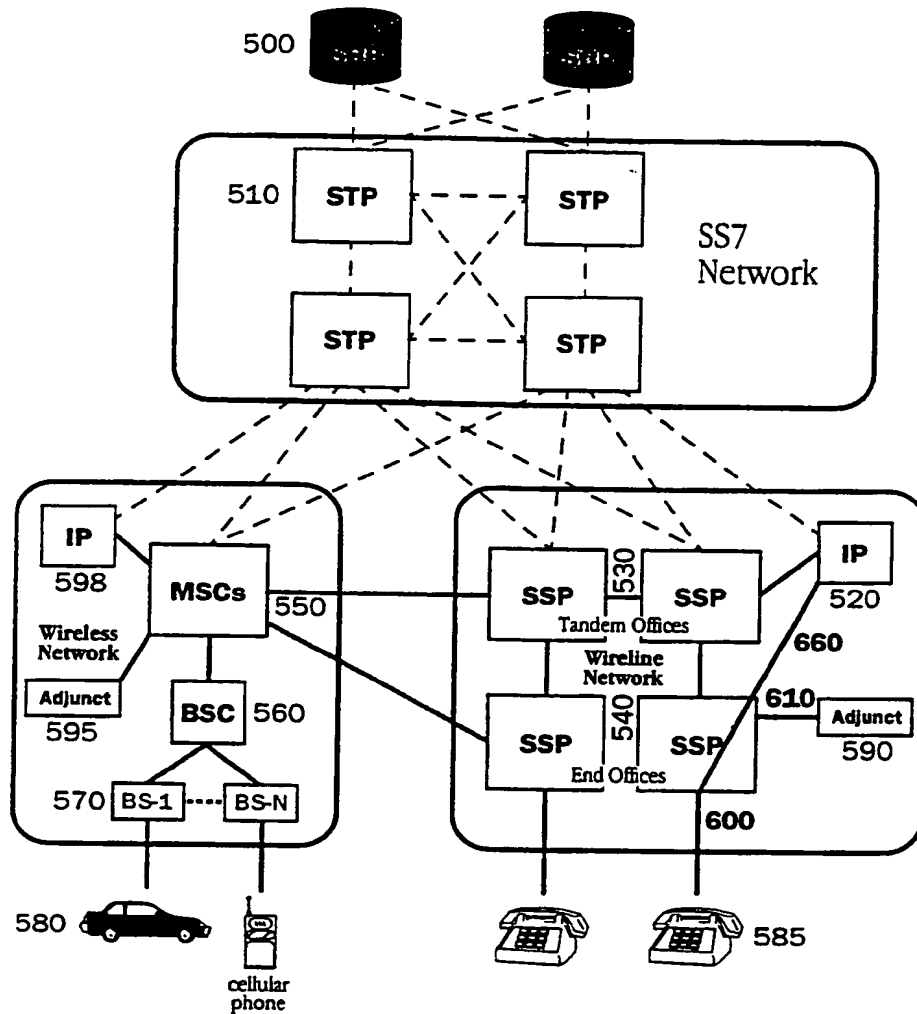 500
510
STP
STP
SS7
Network
STP
STP
IP
598
MSCs
550
Wireless
Network
Adjunct
595
BSC
560
570
BS-1
BS-N
580
cellular
phone
SSP
530
SSP
IP
520
Tandem Offices
Wireline
Network
660
610
540
SSP
SSP
End Offices
Adjunct
590
600
585